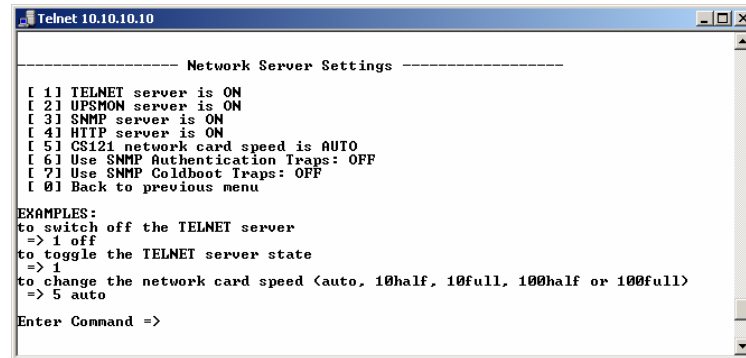 Telnet 10.10.10.10
------------------ Network Server Settings ------------------
[ 1] TELNET server is ON
[ 2] UPSMON server is ON
[ 3] SNMP server is ON
[ 4] HTTP server is ON
[ 5] CS121 network card speed is AUTO
[ 6] Use SNMP Authentication Traps: OFF
[ 7] Use SNMP Coldboot Traps: OFF
[ 0] Back to previous menu
EXAMPLES:
to switch off the TELNET server
=> 1 off
to toggle the TELNET server state
=> 1
to change the network card speed (auto, 10half, 10full, 100half or 100full)
=> 5 auto
Enter Command =>